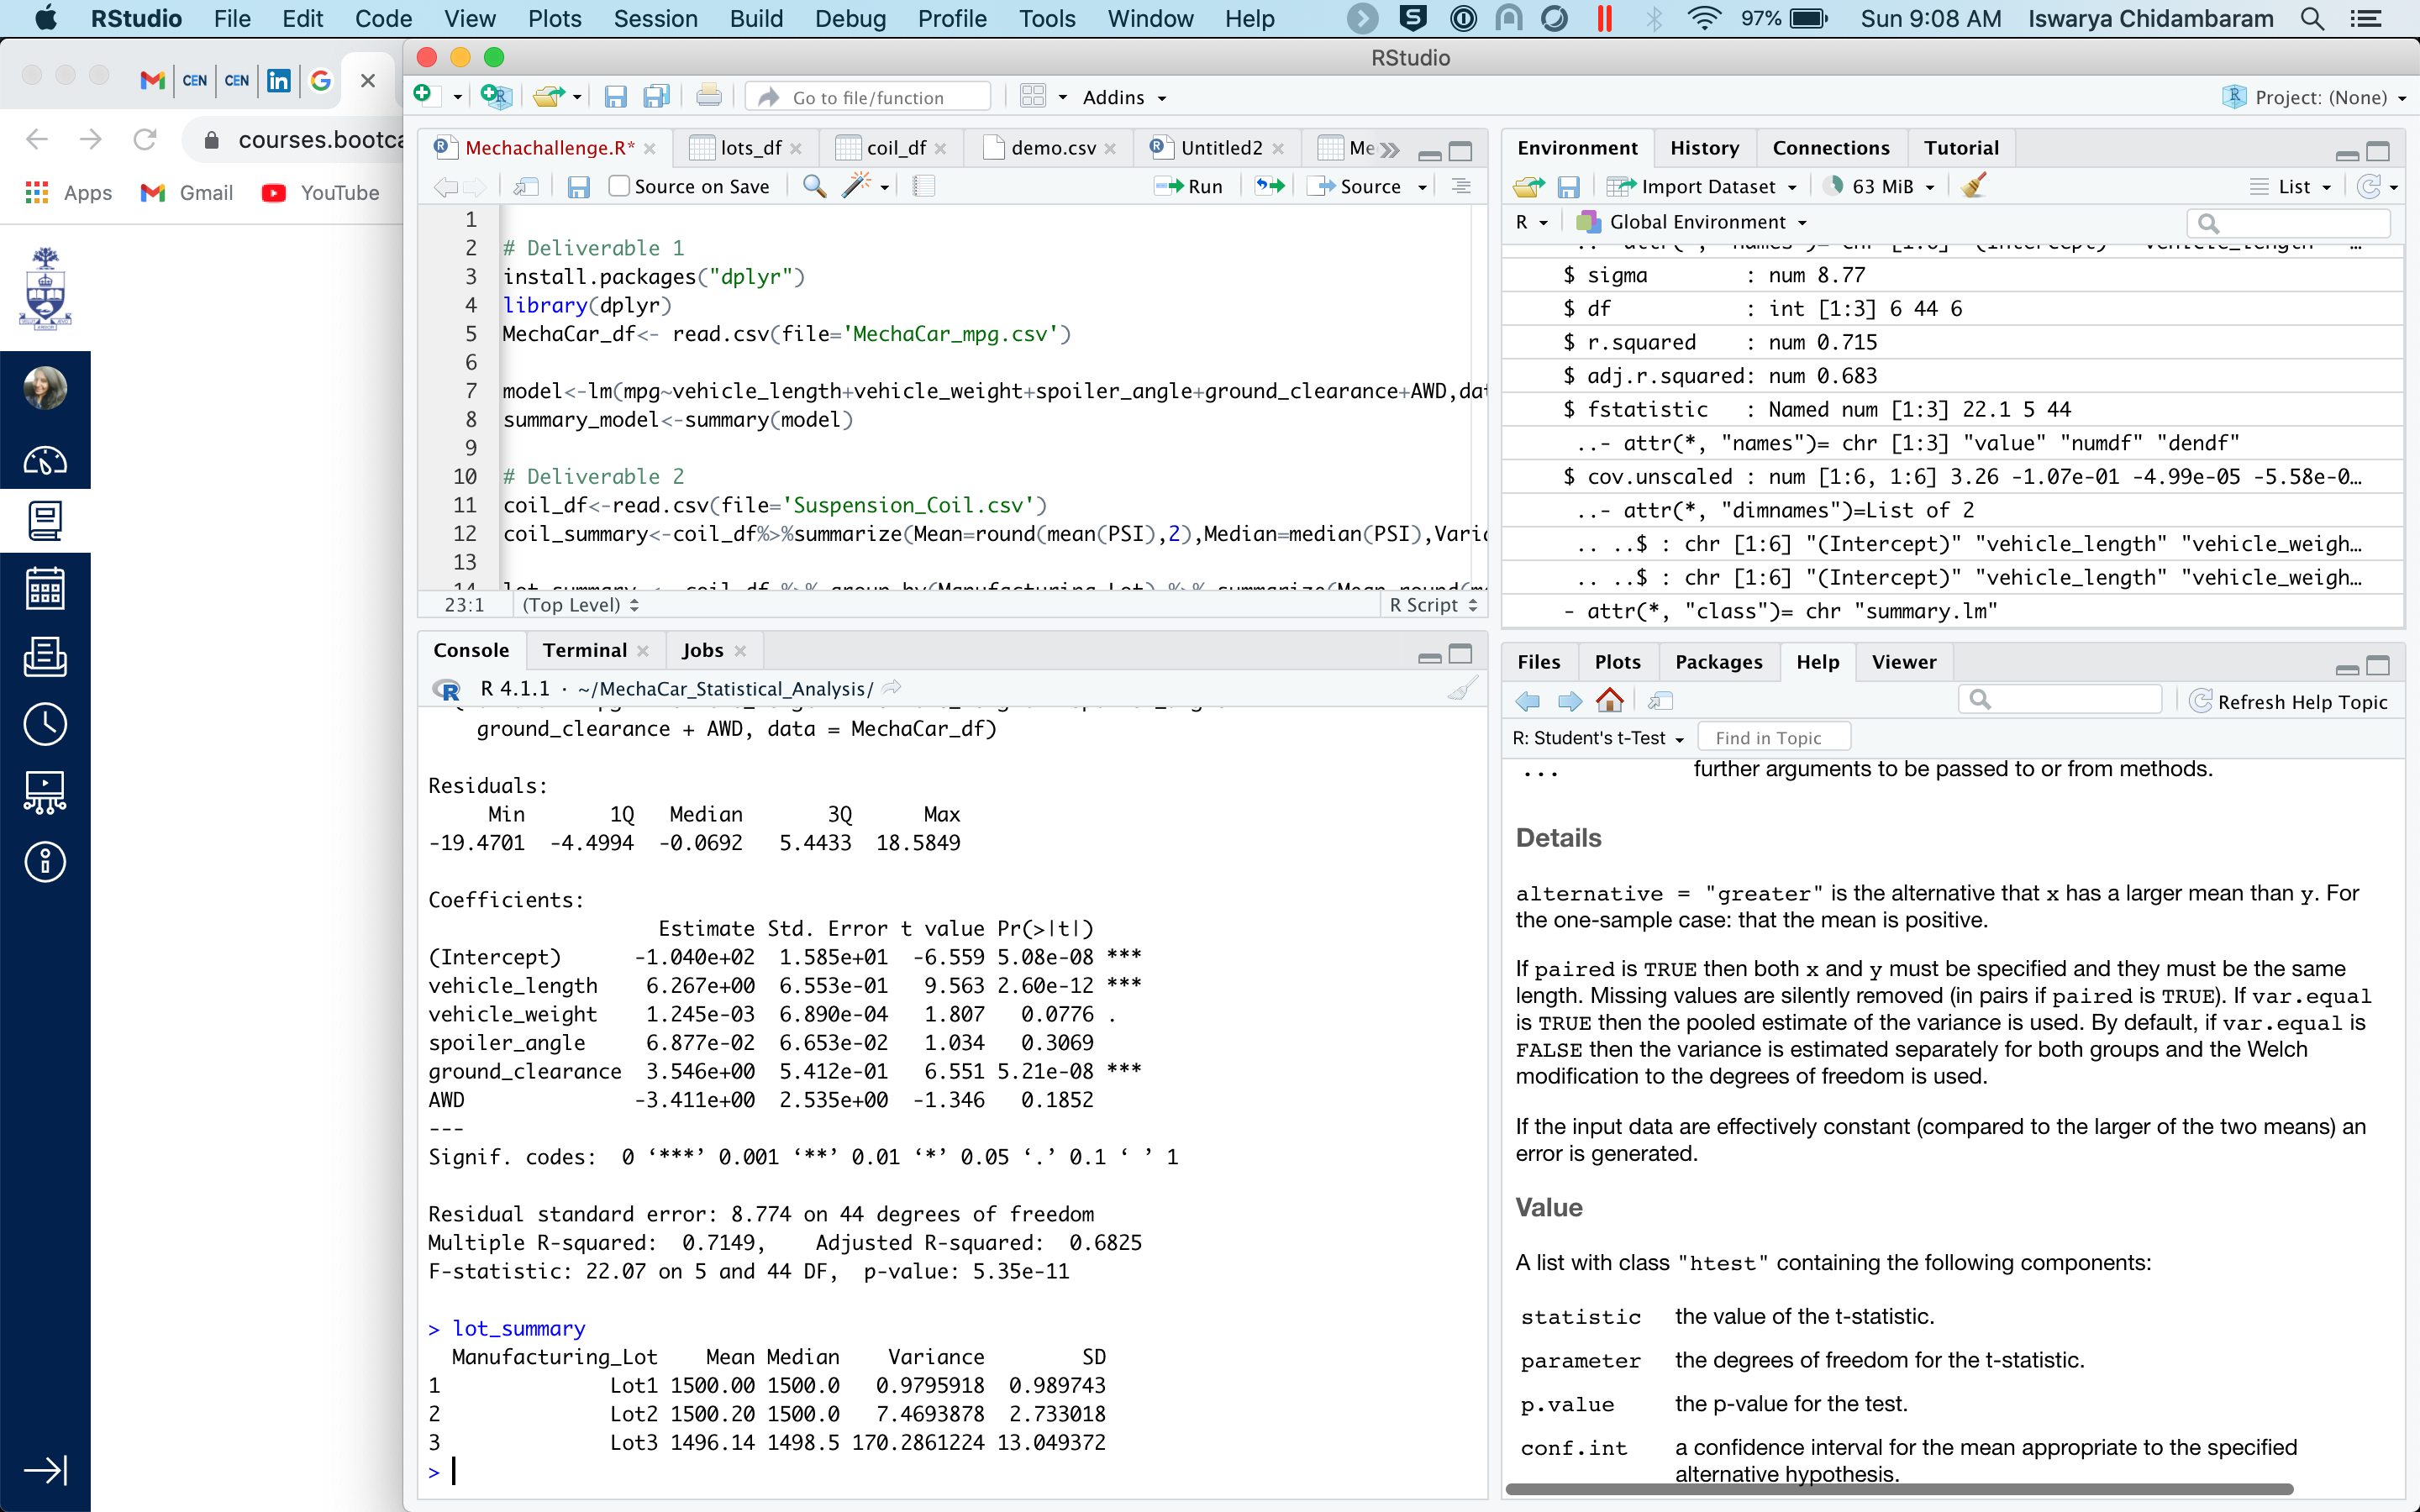 RStudio File Edit Code View Plots Session Build Debug Profile Tools Window Help 97% Sun 9:08 AM Iswarya Chidambaram
CEN CEN in G
courses.bootca
Apps Gmail YouTube
RStudio
Go to file/function Addins Project: (None)
Mechachallenge.R* lots_df coil_df demo.csv Untitled2 Me
Source on Save Run Source
1
2 # Deliverable 1
3 install.packages("dplyr")
4 library(dplyr)
5 MechaCar_df<- read.csv(file='MechaCar_mpg.csv')
6
7 model<-lm(mpg~vehicle_length+vehicle_weight+spoiler_angle+ground_clearance+AWD,dat
8 summary_model<-summary(model)
9
10 # Deliverable 2
11 coil_df<-read.csv(file='Suspension_Coil.csv')
12 coil_summary<-coil_df%>%summarize(Mean=round(mean(PSI),2),Median=median(PSI),Varia
13
14 lot_summary <- coil_df %>% group_by(Manufacturing_Lot) %>% summarize(Mean=round(me
23:1 (Top Level) R Script
Console Terminal Jobs
R 4.1.1 · ~/MechaCar_Statistical_Analysis/
ground_clearance + AWD, data = MechaCar_df)
Residuals:
Min 1Q Median 3Q Max
-19.4701 -4.4994 -0.0692 5.4433 18.5849
Coefficients:
Estimate Std. Error t value Pr(>|t|)
(Intercept) -1.040e+02 1.585e+01 -6.559 5.08e-08 ***
vehicle_length 6.267e+00 6.553e-01 9.563 2.60e-12 ***
vehicle_weight 1.245e-03 6.890e-04 1.807 0.0776 .
spoiler_angle 6.877e-02 6.653e-02 1.034 0.3069
ground_clearance 3.546e+00 5.412e-01 6.551 5.21e-08 ***
AWD -3.411e+00 2.535e+00 -1.346 0.1852
---
Signif. codes: 0 ‘***’ 0.001 ‘**’ 0.01 ‘*’ 0.05 ‘.’ 0.1 ‘ ’ 1
Residual standard error: 8.774 on 44 degrees of freedom
Multiple R-squared: 0.7149, Adjusted R-squared: 0.6825
F-statistic: 22.07 on 5 and 44 DF, p-value: 5.35e-11
> lot_summary
Manufacturing_Lot Mean Median Variance SD
1 Lot1 1500.00 1500.0 0.9795918 0.989743
2 Lot2 1500.20 1500.0 7.4693878 2.733018
3 Lot3 1496.14 1498.5 170.2861224 13.049372
>
Environment History Connections Tutorial
Import Dataset 63 MiB List
R Global Environment
.. ..- attr(*, "names")= chr [1:6] "(Intercept)" "vehicle_length" …
$ sigma : num 8.77
$ df : int [1:3] 6 44 6
$ r.squared : num 0.715
$ adj.r.squared: num 0.683
$ fstatistic : Named num [1:3] 22.1 5 44
..- attr(*, "names")= chr [1:3] "value" "numdf" "dendf"
$ cov.unscaled : num [1:6, 1:6] 3.26 -1.07e-01 -4.99e-05 -5.58e-0…
..- attr(*, "dimnames")=List of 2
.. ..$ : chr [1:6] "(Intercept)" "vehicle_length" "vehicle_weigh…
.. ..$ : chr [1:6] "(Intercept)" "vehicle_length" "vehicle_weigh…
- attr(*, "class")= chr "summary.lm"
Files Plots Packages Help Viewer
Refresh Help Topic
R: Student's t-Test Find in Topic
... further arguments to be passed to or from methods.
Details
alternative = "greater" is the alternative that x has a larger mean than y. For
the one-sample case: that the mean is positive.
If paired is TRUE then both x and y must be specified and they must be the same
length. Missing values are silently removed (in pairs if paired is TRUE). If var.equal
is TRUE then the pooled estimate of the variance is used. By default, if var.equal is
FALSE then the variance is estimated separately for both groups and the Welch
modification to the degrees of freedom is used.
If the input data are effectively constant (compared to the larger of the two means) an
error is generated.
Value
A list with class "htest" containing the following components:
statistic the value of the t-statistic.
parameter the degrees of freedom for the t-statistic.
p.value the p-value for the test.
conf.int a confidence interval for the mean appropriate to the specified
alternative hypothesis.